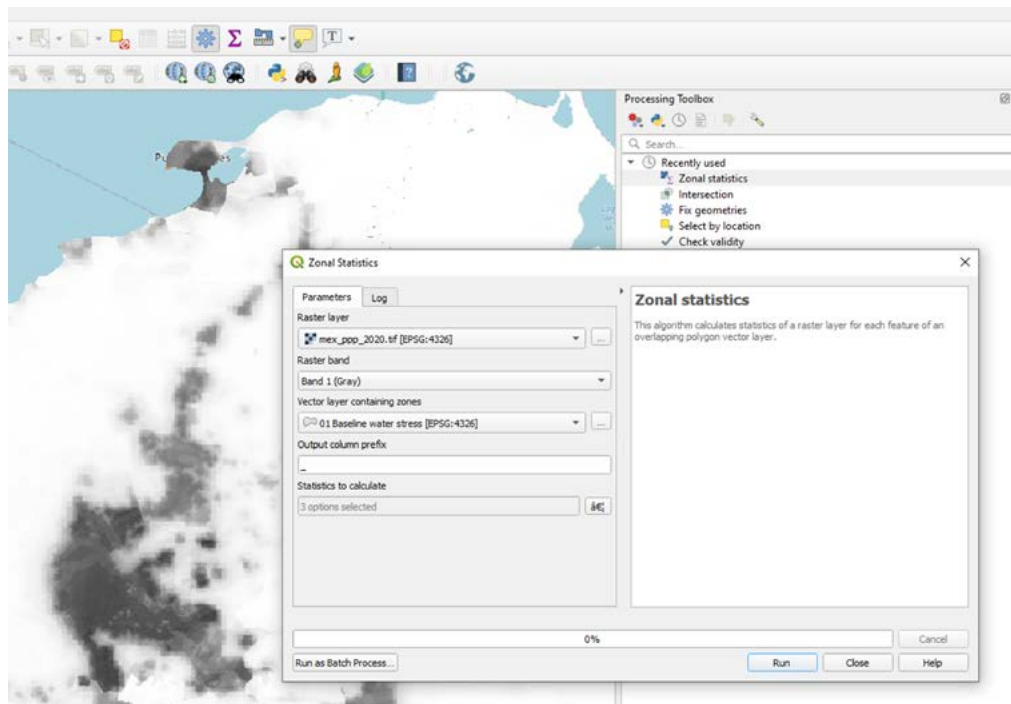 T
Processing Toolbox
Search...
Recently used
Zonal statistics
Intersection
Fix geometries
Select by location
Check validity
Zonal Statistics
Parameters Log
Raster layer
mex_ppp_2020.tif [EPSG:4326]
...
Raster band
Band 1 (Gray)
Vector layer containing zones
01 Baseline water stress [EPSG:4326]
...
Output column prefix
_
Statistics to calculate
3 options selected
â€¦
Zonal statistics
This algorithm calculates statistics of a raster layer for each feature of an
overlapping polygon vector layer.
0%
Cancel
Run as Batch Process...
Run
Close
Help